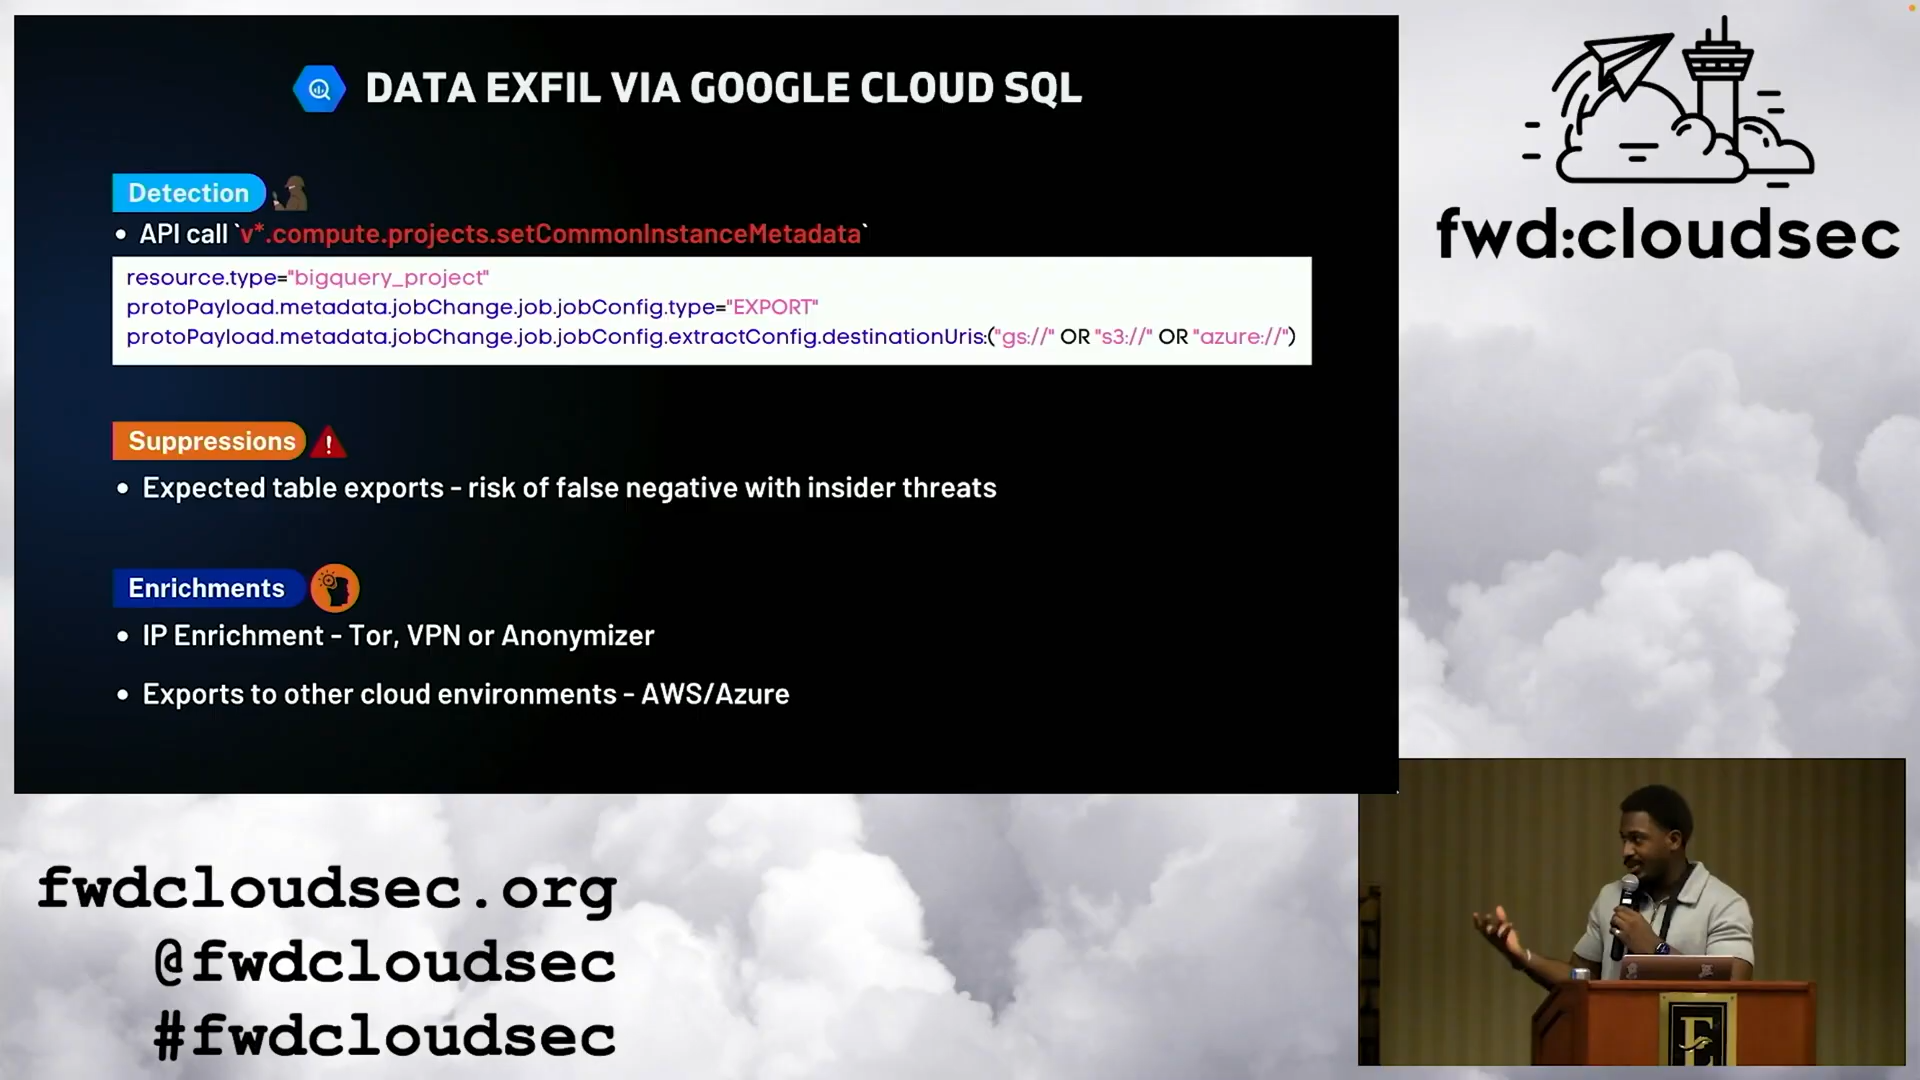 DATA EXFIL VIA GOOGLE CLOUD SQL
Detection
• API call `v*.compute.projects.setCommonInstanceMetadata`
resource.type="bigquery_project"
protoPayload.metadata.jobChange.job.jobConfig.type="EXPORT"
protoPayload.metadata.jobChange.job.jobConfig.extractConfig.destinationUris:("gs://" OR "s3://" OR "azure://")
Suppressions
• Expected table exports - risk of false negative with insider threats
Enrichments
• IP Enrichment - Tor, VPN or Anonymizer
• Exports to other cloud environments - AWS/Azure
fwd:cloudsec
fwdcloudsec.org
@fwdcloudsec
#fwdcloudsec
E